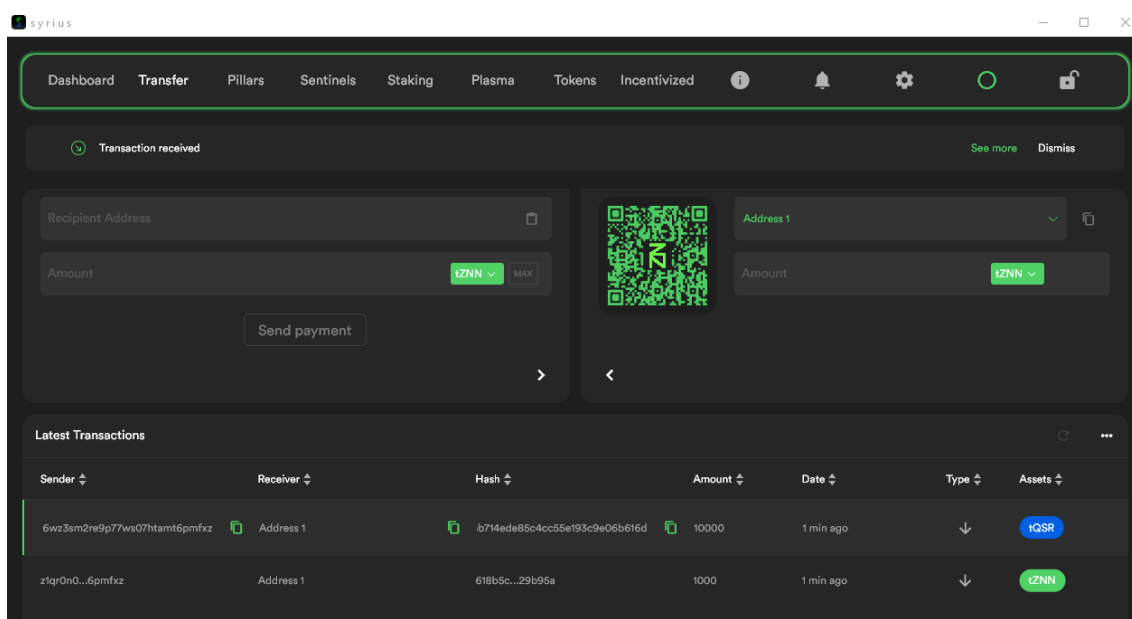 syrius
Dashboard Transfer Pillars Sentinels Staking Plasma Tokens Incentivized
Transaction received See more Dismiss
Recipient Address
Amount tZNN MAX
Send payment
Address 1
Amount tZNN
Latest Transactions
Sender Receiver Hash Amount Date Type Assets
6wz3sm2re9p77ws07htamt6pmfxz Address 1 b714ede85c4cc55e193c9e06b616d 10000 1 min ago tQSR
z1qr0n0...6pmfxz Address 1 618b5c...29b95a 1000 1 min ago tZNN